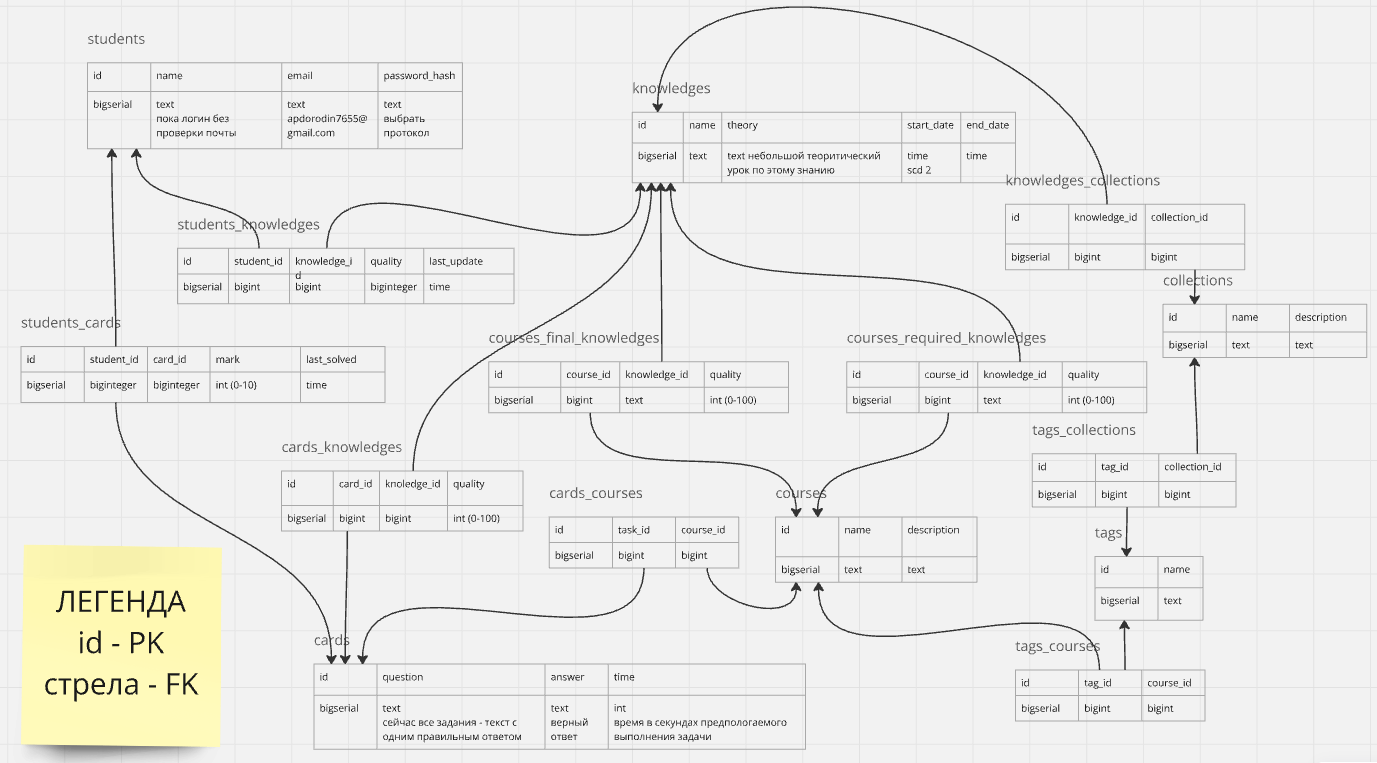 students
id name email password_hash
bigserial text text text
пока логин без apdorodin7655@ выбрать
проверки почты gmail.com протокол
knowledges
id name theory start_date end_date
bigserial text text небольшой теоритический time time
урок по этому знанию scd 2
knowledges_collections
id knowledge_id collection_id
bigserial bigint bigint
students_knowledges
id student_id knowledge_i quality last_update
d
bigserial bigint bigint biginteger time
collections
id name description
bigserial text text
students_cards
id student_id card_id mark last_solved
bigserial biginteger biginteger int (0-10) time
courses_final_knowledges
id course_id knowledge_id quality
bigserial bigint text int (0-100)
courses_required_knowledges
id course_id knowledge_id quality
bigserial bigint text int (0-100)
tags_collections
id tag_id collection_id
bigserial bigint bigint
cards_knowledges
id card_id knoledge_id quality
bigserial bigint bigint int (0-100)
cards_courses
id task_id course_id
bigserial bigint bigint
courses
id name description
bigserial text text
tags
id name
bigserial text
ЛЕГЕНДА
id - PK
стрела - FK
cards
id question answer time
bigserial text text int
сейчас все задания - текст с верный время в секундах предпологаемого
одним правильным ответом ответ выполнения задачи
tags_courses
id tag_id course_id
bigserial bigint bigint